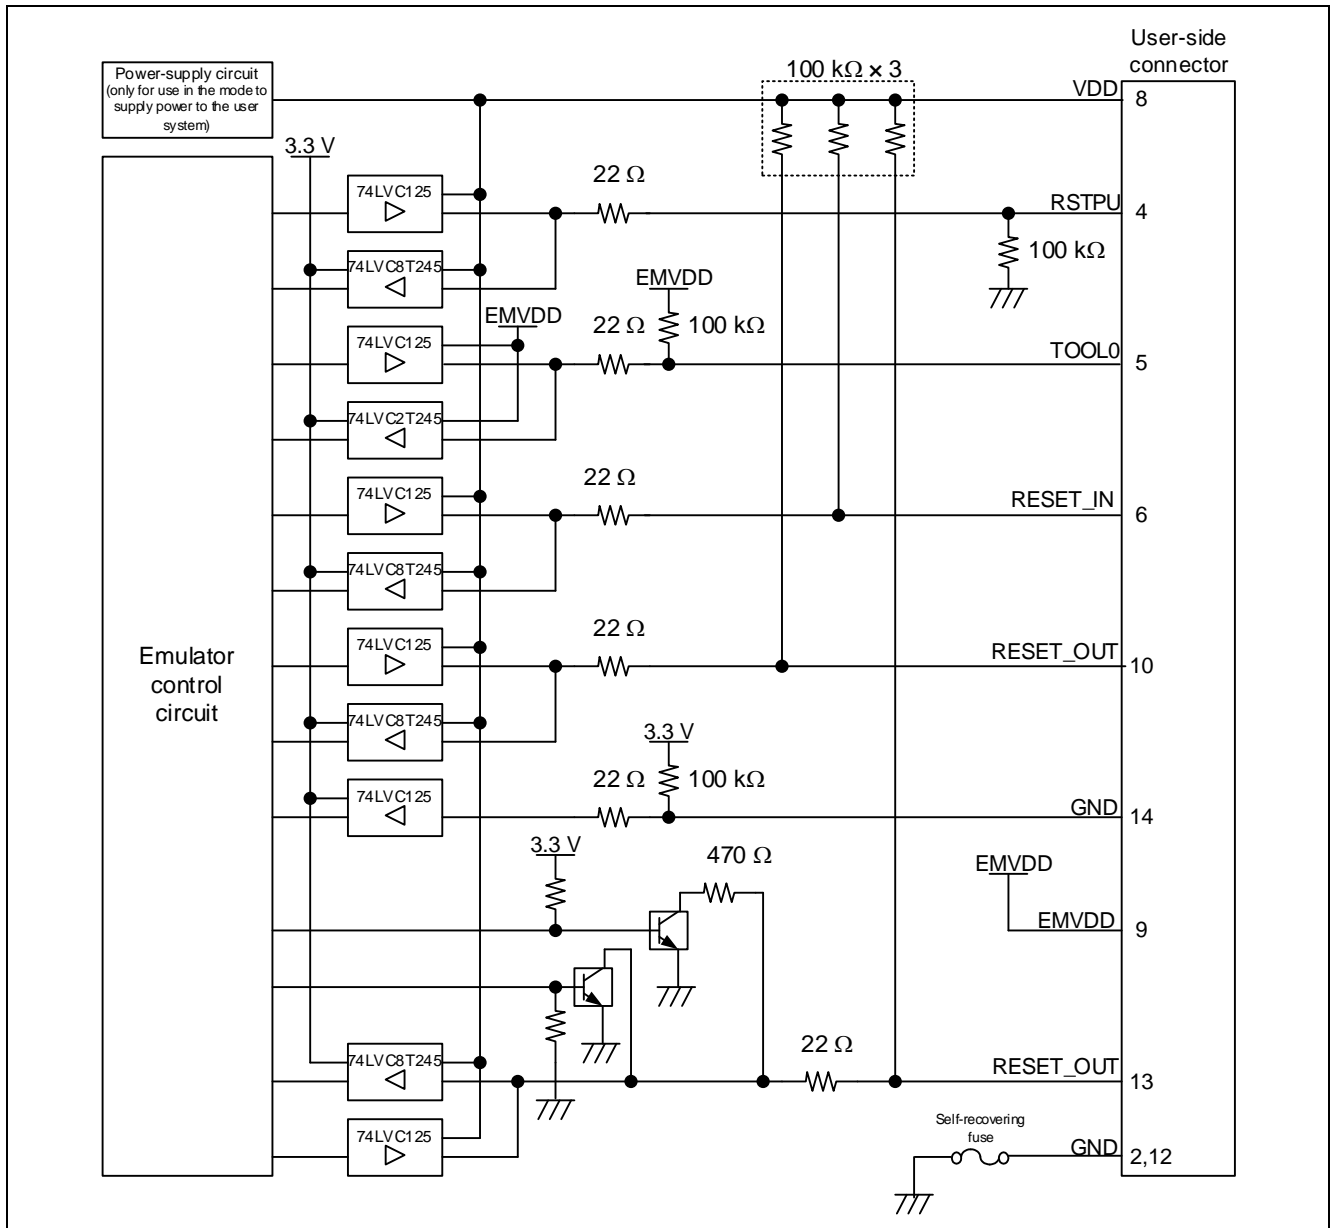 User-side
connector
Power-supply circuit
(only for use in the mode to
supply power to the user
system)
100 kΩ × 3
VDD
8
3.3 V
74LVC125
22 Ω
RSTPU
4
100 kΩ
74LVC8T245
EMVDD
EMVDD
22 Ω
100 kΩ
74LVC125
TOOL0
5
74LVC2T245
22 Ω
74LVC125
RESET_IN
6
74LVC8T245
22 Ω
74LVC125
RESET_OUT
10
Emulator
control
circuit
74LVC8T245
3.3 V
22 Ω
100 kΩ
74LVC125
GND
14
3.3 V
470 Ω
EMVDD
EMVDD
9
22 Ω
74LVC8T245
RESET_OUT
13
Self-recovering
fuse
74LVC125
GND
2,12